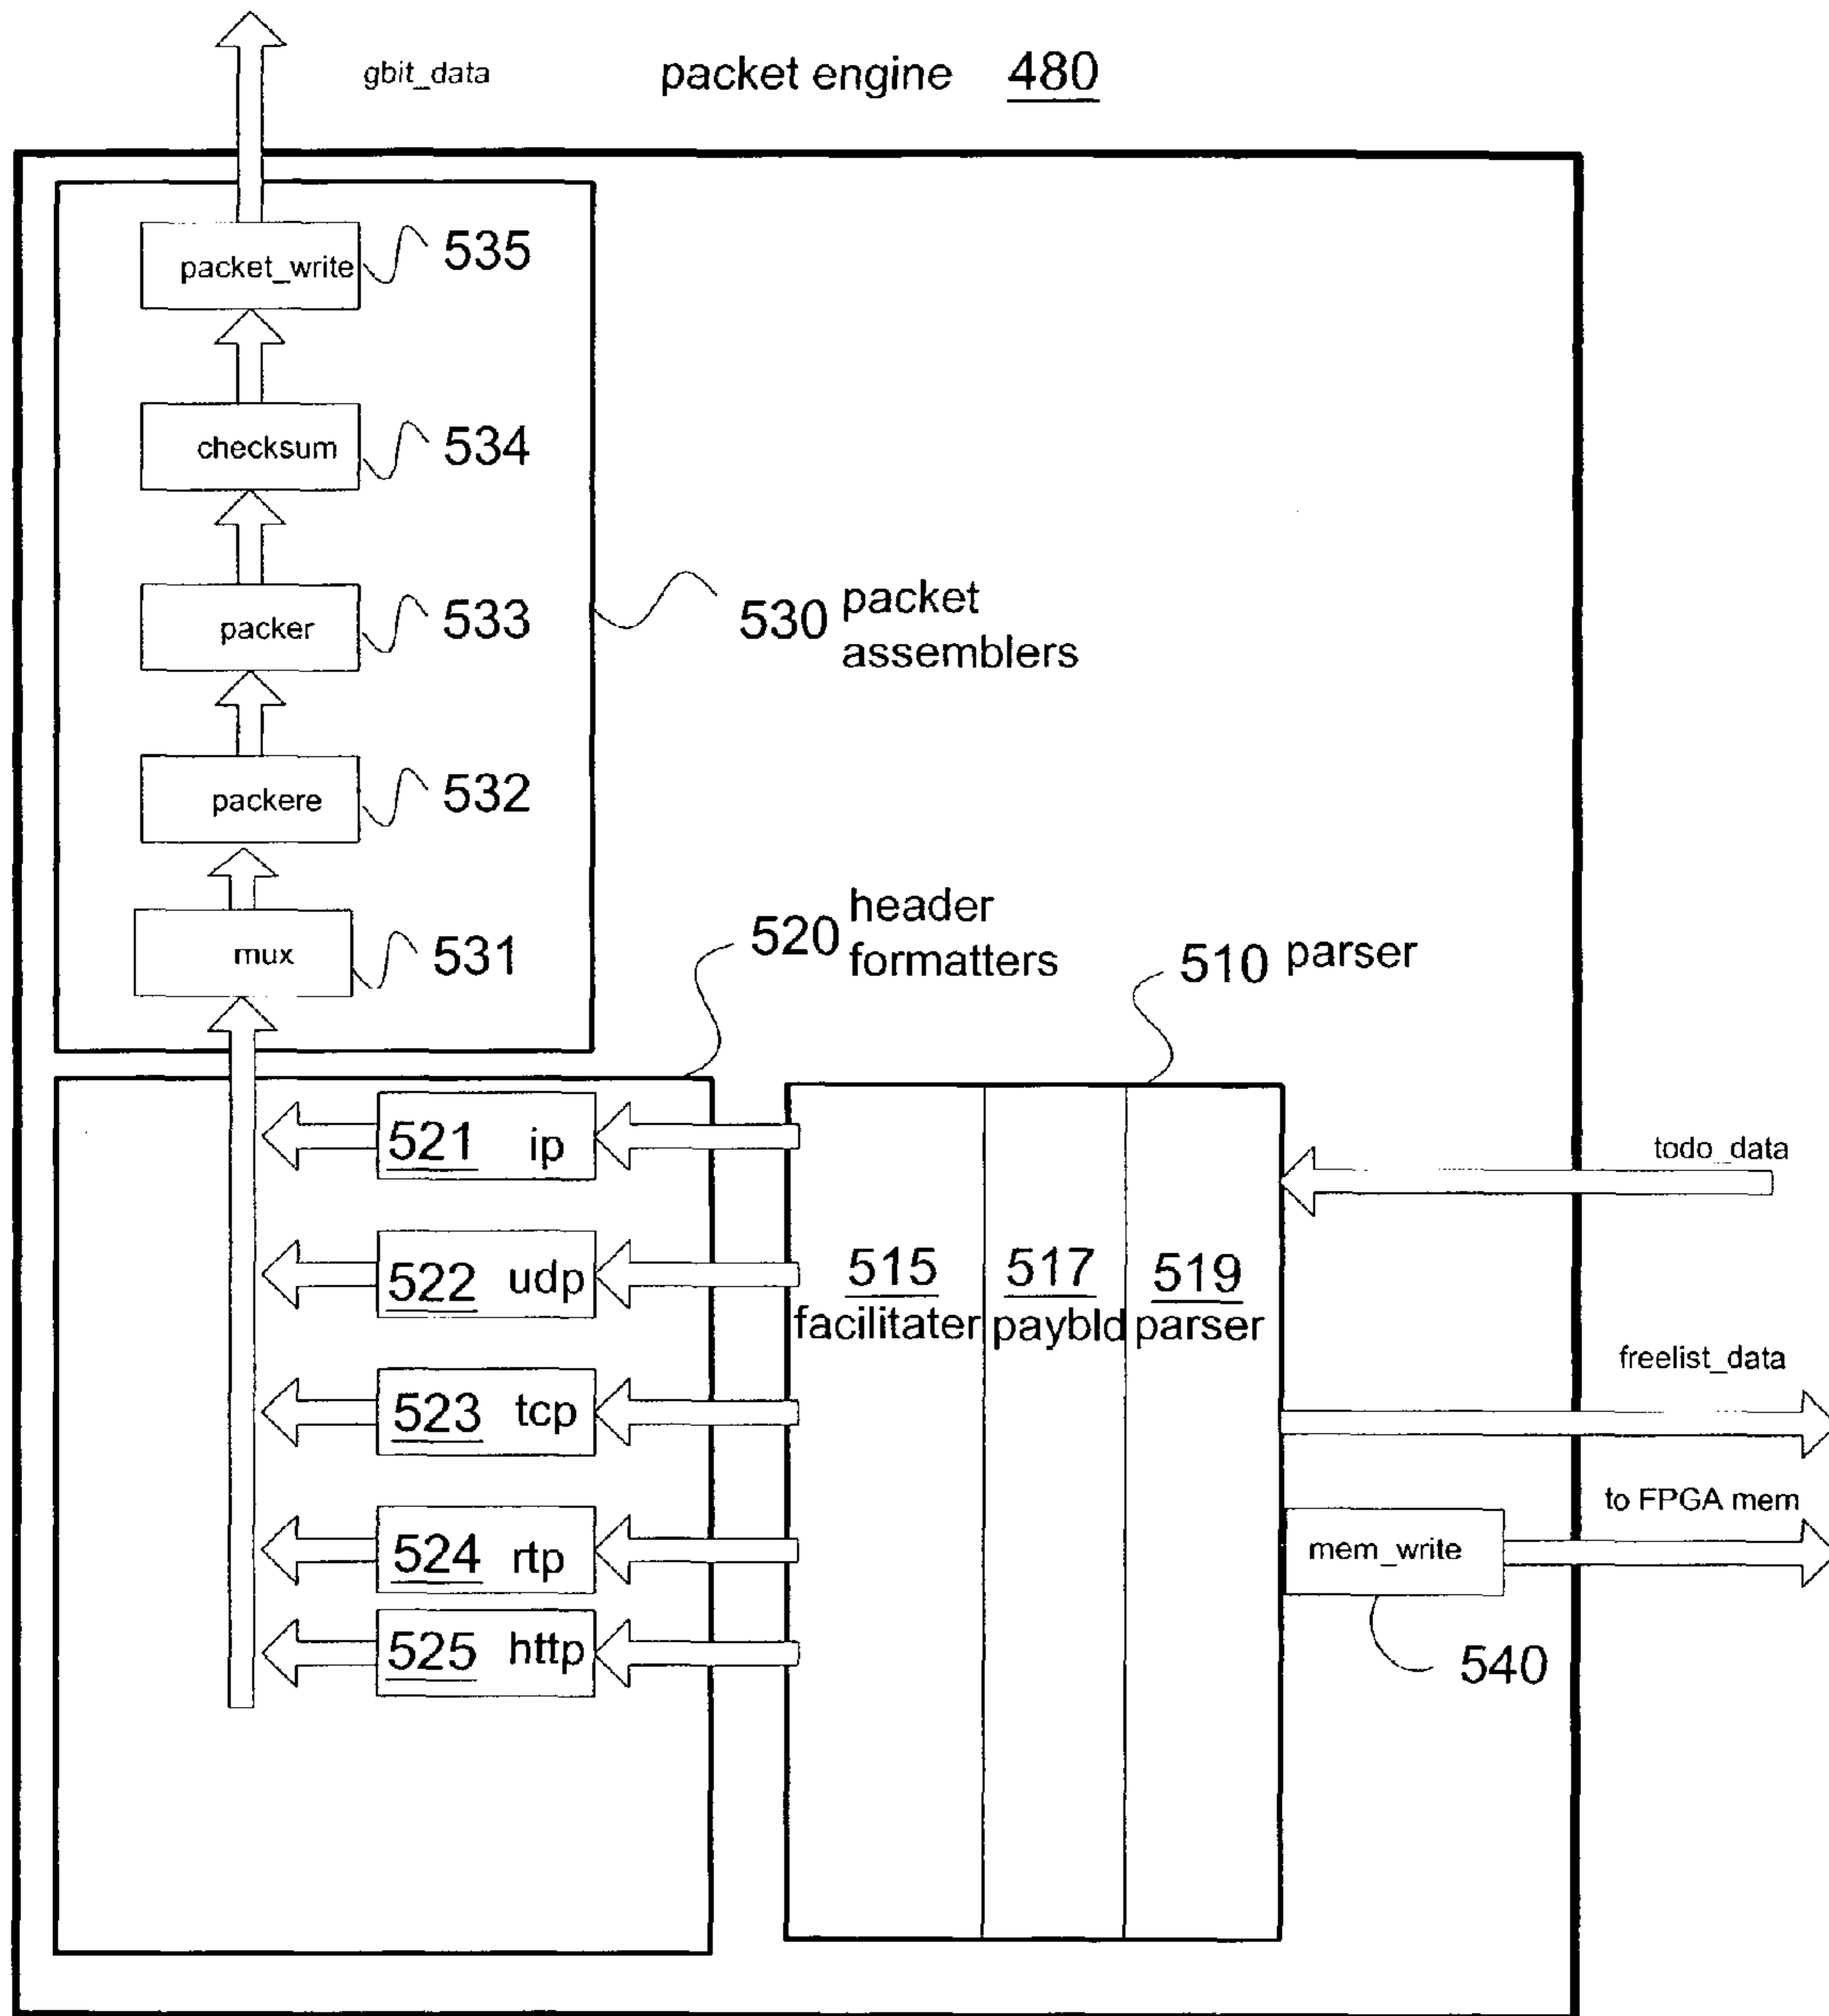 gbit_data
packet engine 480
packet_write 535
checksum 534
packer 533
530 packet
assemblers
packere 532
mux 531
520 header
formatters
510 parser
521 ip
522 udp
523 tcp
524 rtp
525 http
515 517 519
facilitater paybld parser
todo_data
freelist_data
to FPGA mem
mem_write
540